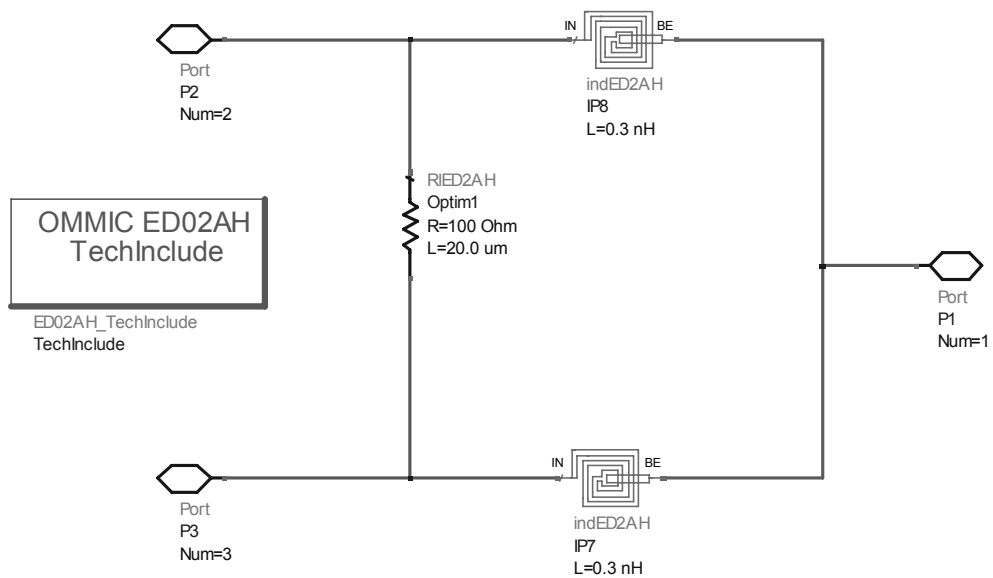 IN
BE
Port
P2
Num=2
indED2AH
IP8
L=0.3 nH
RIED2AH
Optim1
R=100 Ohm
L=20.0 um
OMMIC ED02AH
TechInclude
ED02AH_TechInclude
TechInclude
Port
P1
Num=1
IN
BE
Port
P3
Num=3
indED2AH
IP7
L=0.3 nH